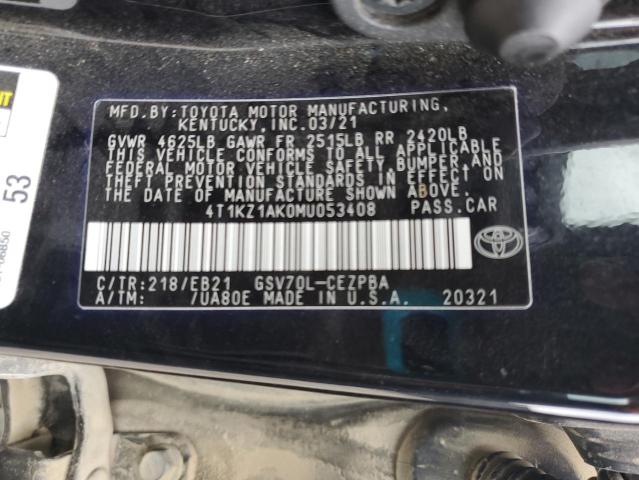 MFD.BY:TOYOTA MOTOR MANUFACTURING,
KENTUCKY,INC.03/21
GVWR 4625LB GAWR FR 2515LB RR 2420LB
THIS VEHICLE CONFORMS TO ALL APPLICABLE
FEDERAL MOTOR VEHICLE SAFETY, BUMPER,AND
THEFT PREVENTION STANDARDS IN EFFECT ON
THE DATE OF MANUFACTURE SHOWN ABOVE.
4T1KZ1AK0MU053408 PASS.CAR
C/TR:218/EB21 GSV70L-CEZPBA
A/TM: /UA80E MADE IN U.S.A. 20321
53